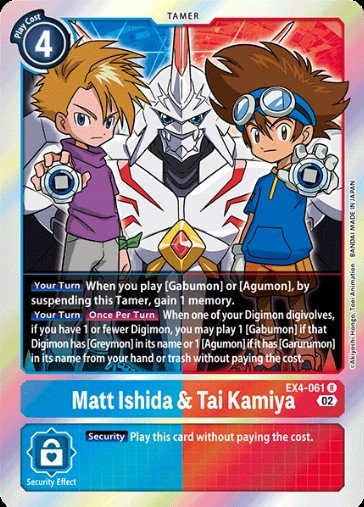 TAMER
Play Cost
4
Your Turn When you play [Gabumon] or [Agumon], by
suspending this Tamer, gain 1 memory.
Your Turn Once Per Turn When one of your Digimon digivolves,
if you have 1 or fewer Digimon, you may play 1 [Gabumon] if that
Digimon has [Greymon] in its name or 1 [Agumon] if it has [Garurumon]
in its name from your hand or trash without paying the cost.
©Akiyoshi Hongo, Toei Animation BANDAI MADE IN JAPAN
EX4-061 R
Matt Ishida & Tai Kamiya
02
Security Play this card without paying the cost.
Security Effect